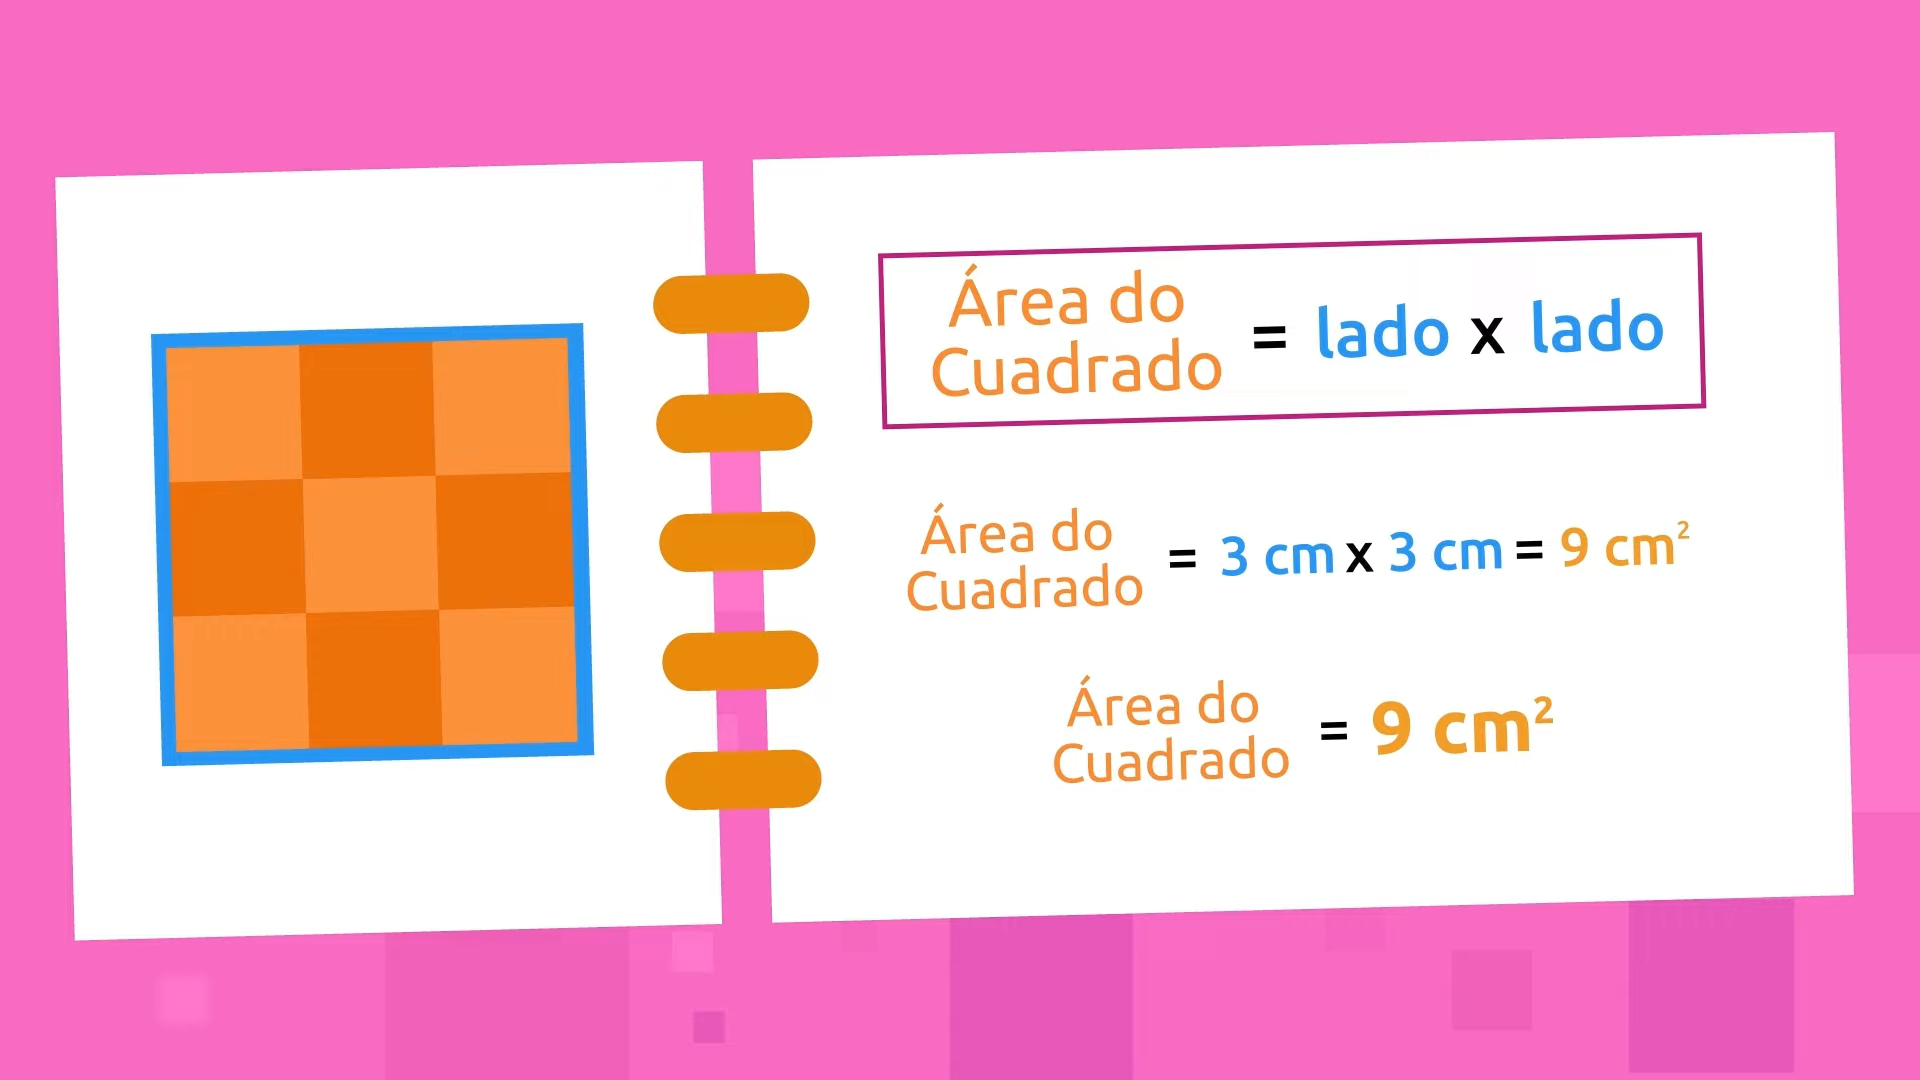 Área do
Cuadrado = lado x lado
Área do
Cuadrado = 3 cm x 3 cm = 9 cm²
Área do
Cuadrado = 9 cm²